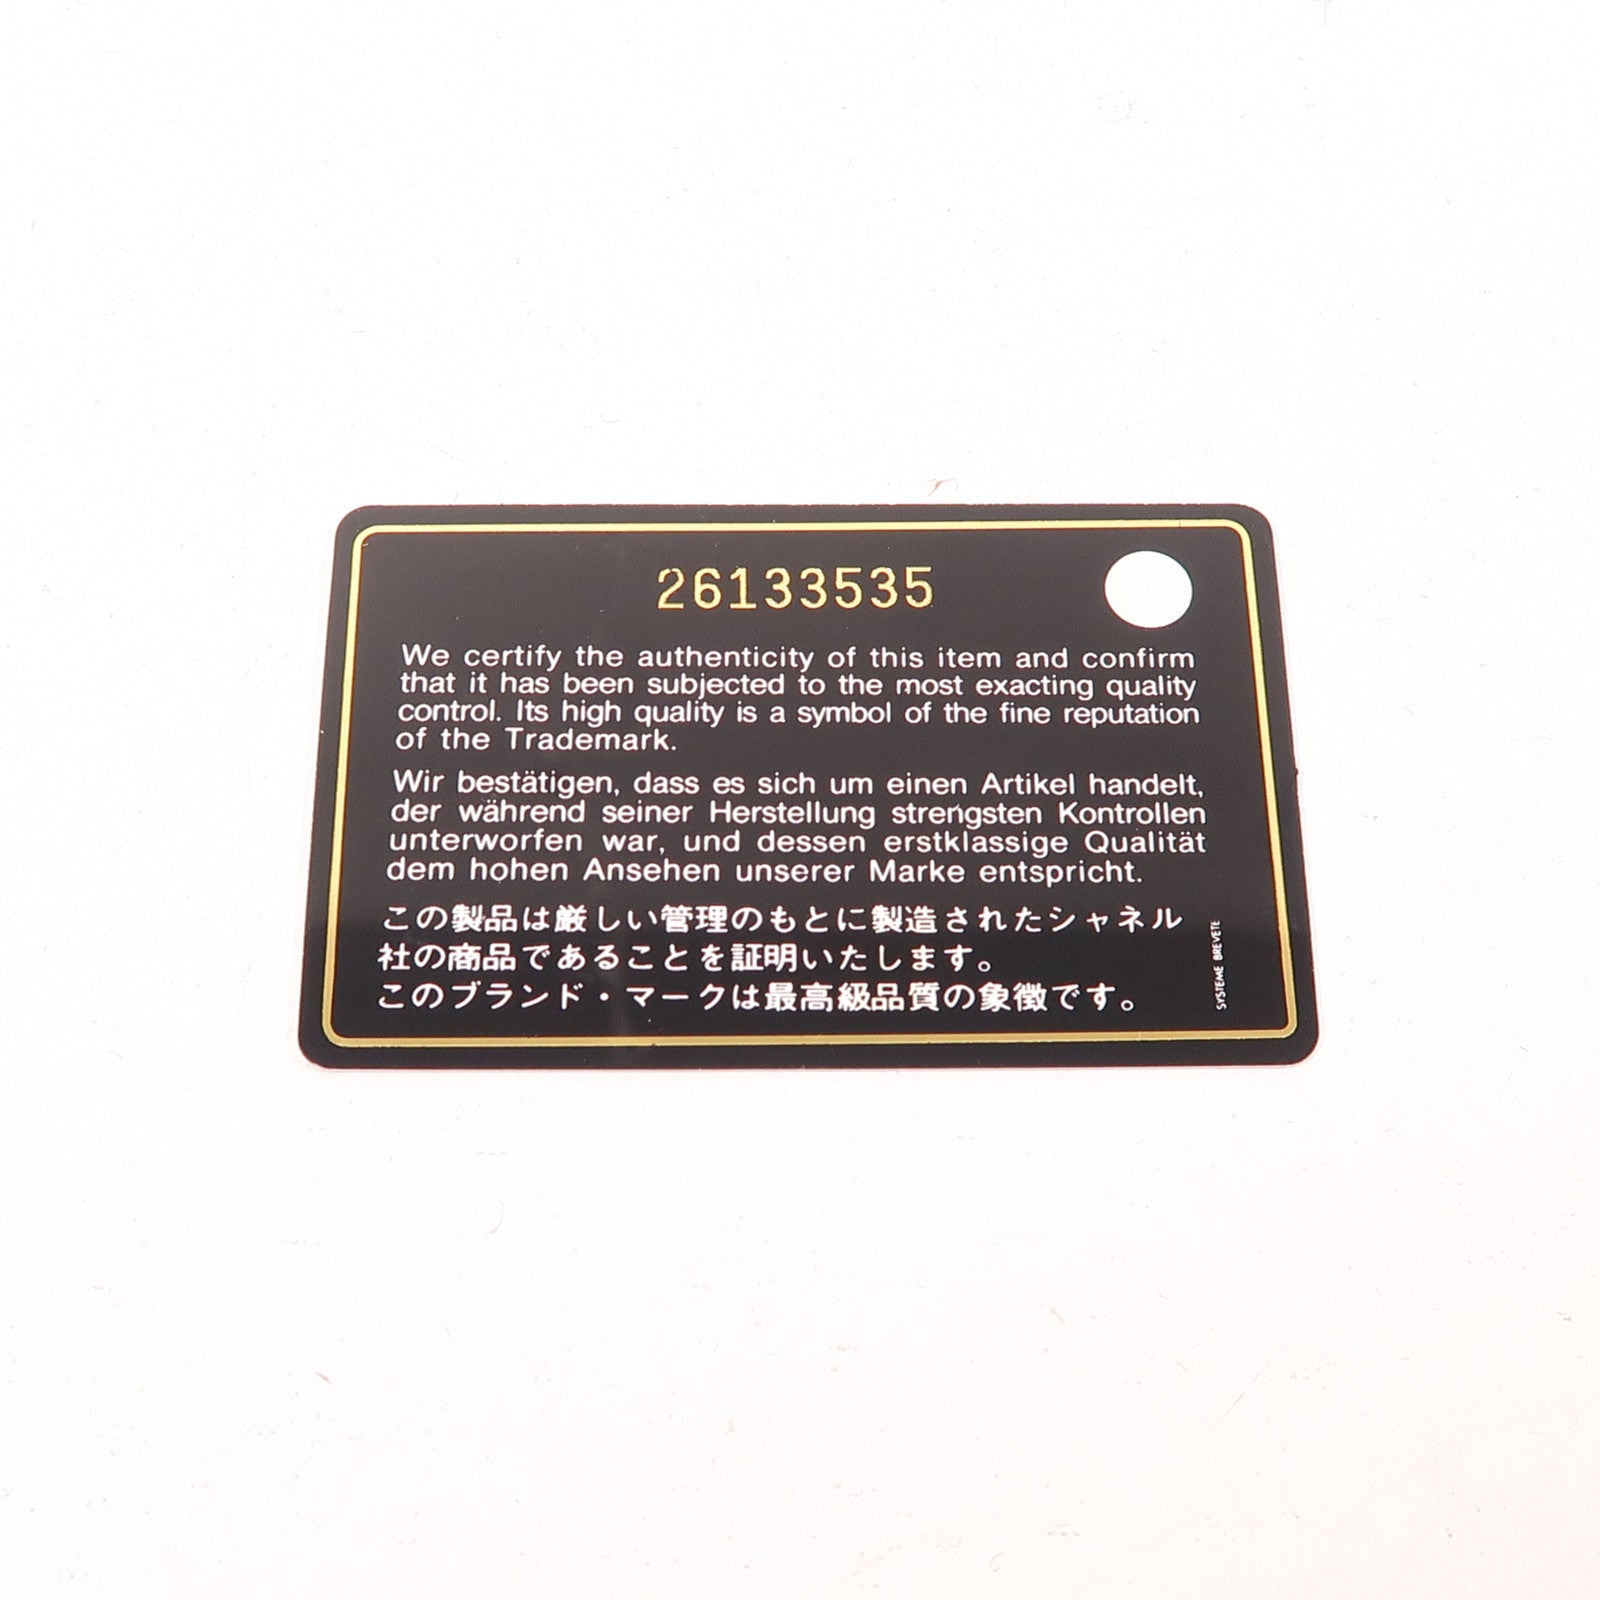 26133535
We certify the authenticity of this item and confirm
that it has been subjected to the most exacting quality
control. Its high quality is a symbol of the fine reputation
of the Trademark.
Wir bestätigen, dass es sich um einen Artikel handelt,
der während seiner Herstellung strengsten Kontrollen
unterworfen war, und dessen erstklassige Qualität
dem hohen Ansehen unserer Marke entspricht.
この製品は厳しい管理のもとに製造されたシャネル
社の商品であることを証明いたします。
このブランド・マークは最高級品質の象徴です。
SYSTEME BREVETE